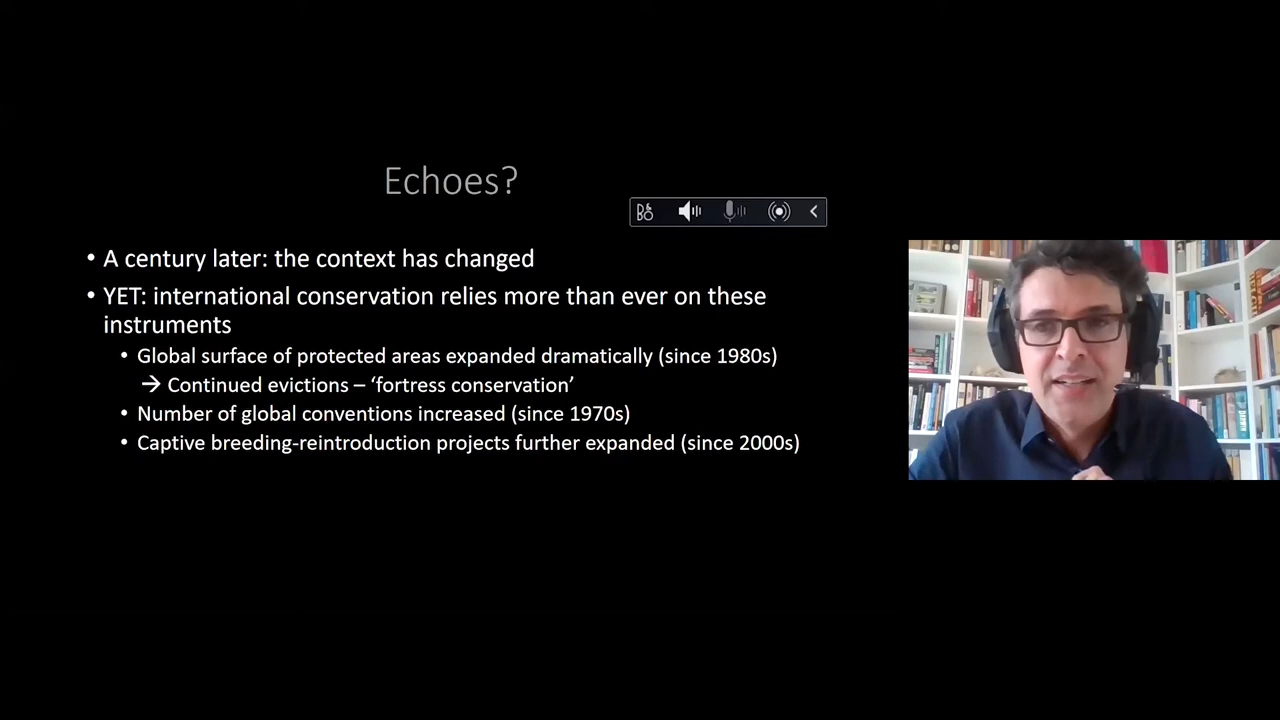 Echoes?
• A century later: the context has changed
• YET: international conservation relies more than ever on these
instruments
• Global surface of protected areas expanded dramatically (since 1980s)
→ Continued evictions – ‘fortress conservation’
• Number of global conventions increased (since 1970s)
• Captive breeding-reintroduction projects further expanded (since 2000s)